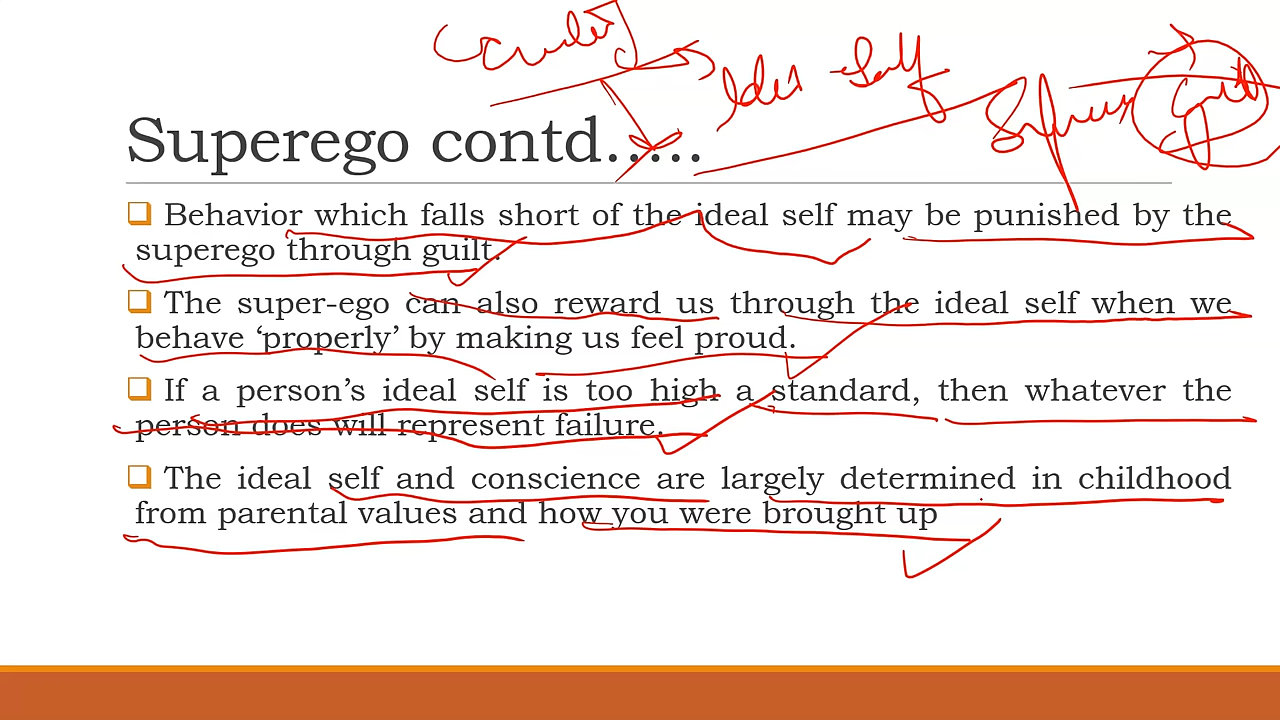 Ideal Self
Superego contd.....
❑ Behavior which falls short of the ideal self may be punished by the
superego through guilt.
❑ The super-ego can also reward us through the ideal self when we
behave ‘properly’ by making us feel proud.
❑ If a person’s ideal self is too high a standard, then whatever the
person does will represent failure.
❑ The ideal self and conscience are largely determined in childhood
from parental values and how you were brought up